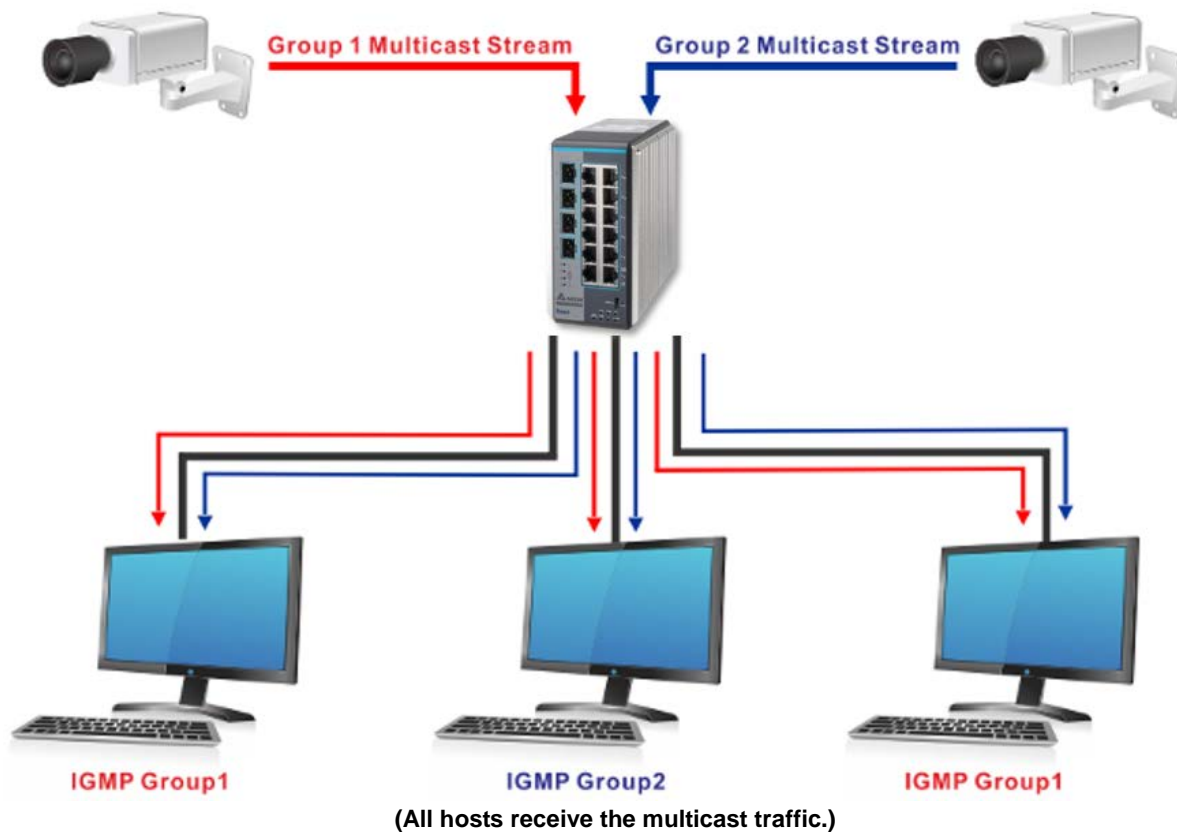 Group 1 Multicast Stream
Group 2 Multicast Stream
IGMP Group1
IGMP Group2
IGMP Group1
(All hosts receive the multicast traffic.)